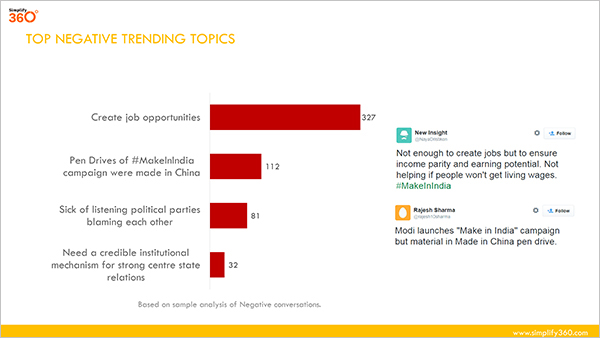 Simplify
360°
TOP NEGATIVE TRENDING TOPICS
Create job opportunities
327
Pen Drives of #MakeInIndia
campaign were made in China
112
Sick of listening political parties
blaming each other
81
Need a credible institutional
mechanism for strong centre state
relations
32
Based on sample analysis of Negative conversations.
New Insight
Follow
Not enough to create jobs but to ensure
income parity and earning potential. Not
helping if people won't get living wages.
#MakeInIndia
Rajesh Sharma
Follow
Modi launches "Make in India" campaign
but material in Made in China pen drive.
www.simplify360.com